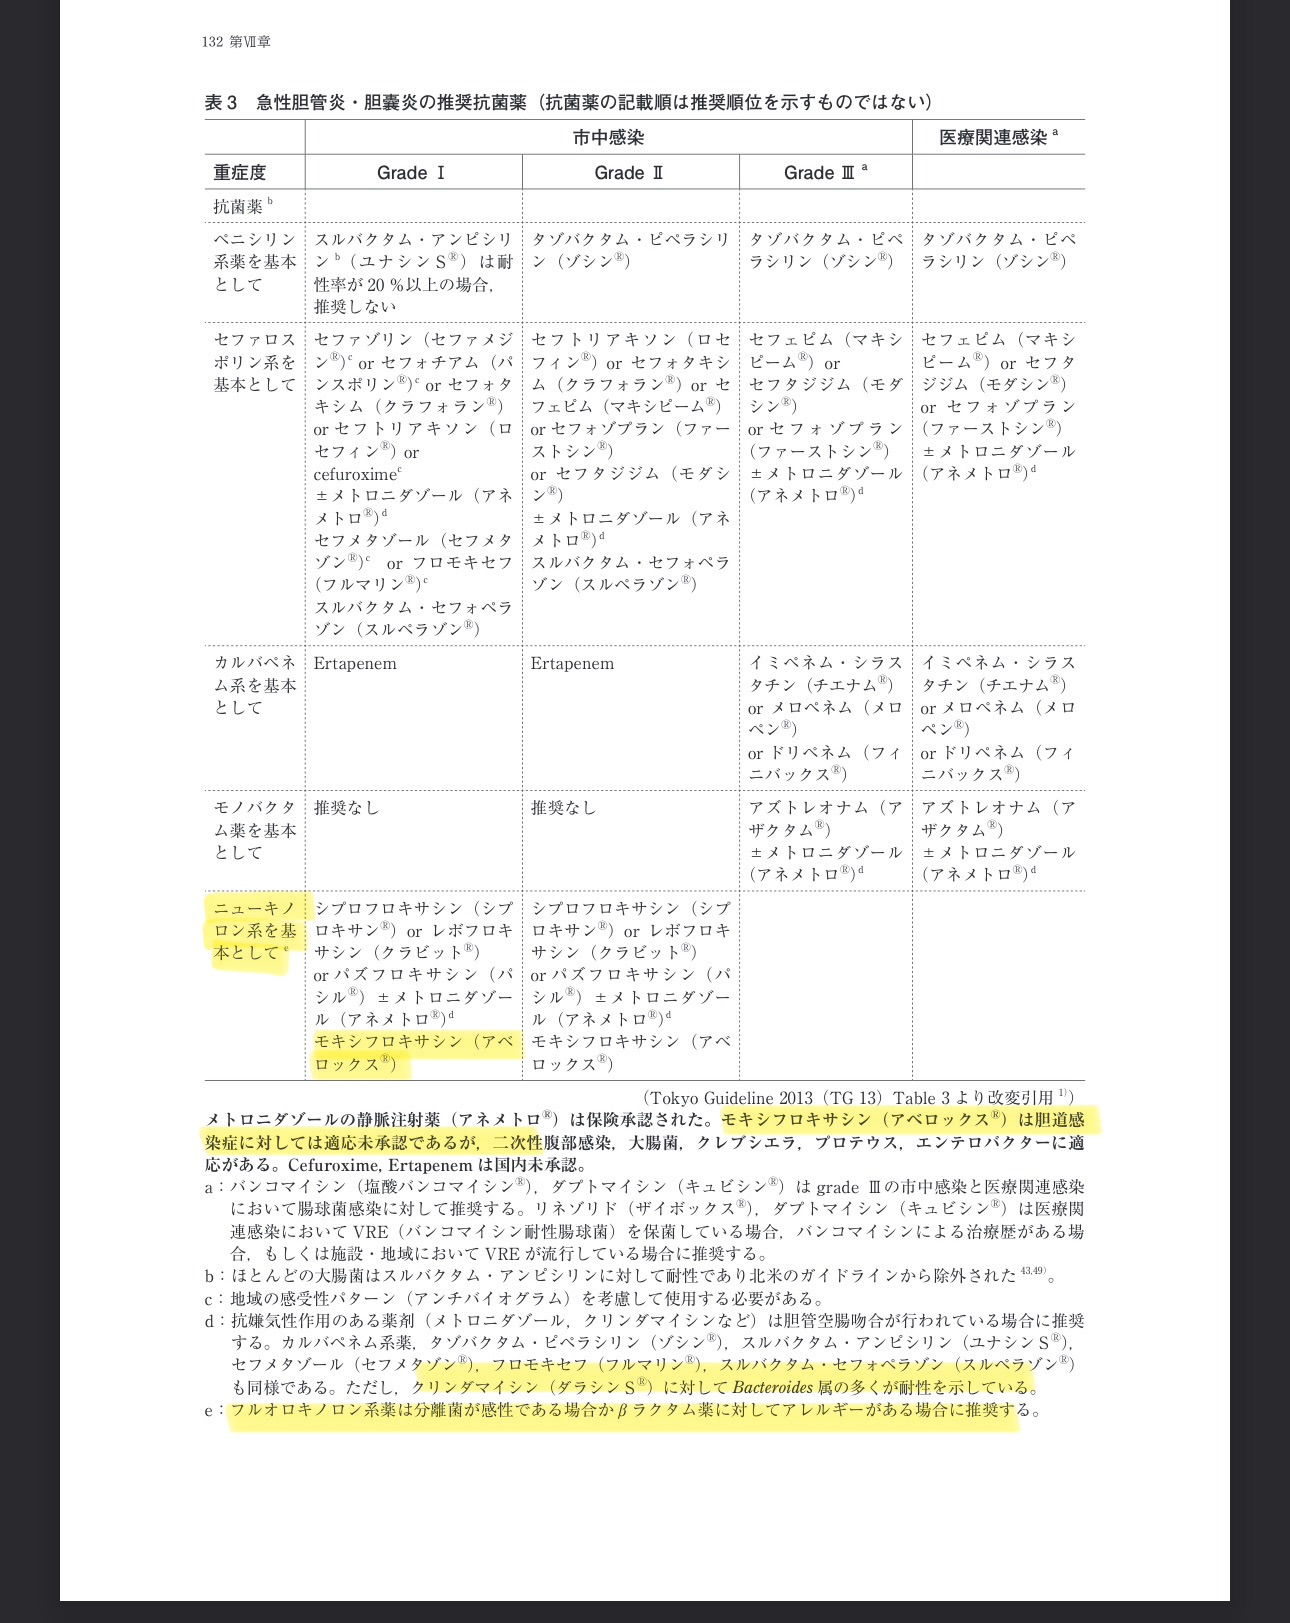 132 第Ⅶ章
表3　急性胆管炎・胆嚢炎の推奨抗菌薬（抗菌薬の記載順は推奨順位を示すものではない）
市中感染
医療関連感染 a
重症度
Grade Ⅰ
Grade Ⅱ
Grade Ⅲ a
抗菌薬 b
ペニシリン
系薬を基本
として
スルバクタム・アンピシリ
ン b（ユナシン S®）は耐
性率が 20 %以上の場合，
推奨しない
タゾバクタム・ピペラシリ
ン（ゾシン®）
タゾバクタム・ピペ
ラシリン（ゾシン®）
タゾバクタム・ピペ
ラシリン（ゾシン®）
セファロス
ポリン系を
基本として
セファゾリン（セファメジ
ン®）c or セフォチアム（パ
ンスポリン®）c or セフォタ
キシム（クラフォラン®）
or セフトリアキソン（ロ
セフィン®）or
cefuroxime c
±メトロニダゾール（アネ
メトロ®）d
セフメタゾール（セフメタ
ゾン®）c or フロモキセフ
（フルマリン®）c
スルバクタム・セフォペラ
ゾン（スルペラゾン®）
セフトリアキソン（ロセ
フィン®）or セフォタキシ
ム（クラフォラン®）or セ
フェピム（マキシピーム®）
or セフォゾプラン（ファー
ストシン®）
or セフタジジム（モダシ
ン®）
±メトロニダゾール（アネ
メトロ®）d
スルバクタム・セフォペラ
ゾン（スルペラゾン®）
セフェピム（マキシ
ピーム®）or
セフタジジム（モダ
シン®）
or セフォゾプラン
（ファーストシン®）
±メトロニダゾール
（アネメトロ®）d
セフェピム（マキシ
ピーム®）or セフタ
ジジム（モダシン®）
or セフォゾプラン
（ファーストシン®）
±メトロニダゾール
（アネメトロ®）d
カルバペネ
ム系を基本
として
Ertapenem
Ertapenem
イミペネム・シラス
タチン（チエナム®）
or メロペネム（メロ
ペン®）
or ドリペネム（フィ
ニバックス®）
イミペネム・シラス
タチン（チエナム®）
or メロペネム（メロ
ペン®）
or ドリペネム（フィ
ニバックス®）
モノバクタ
ム薬を基本
として
推奨なし
推奨なし
アズトレオナム（ア
ザクタム®）
±メトロニダゾール
（アネメトロ®）d
アズトレオナム（ア
ザクタム®）
±メトロニダゾール
（アネメトロ®）d
ニューキノ
ロン系を基
本として e
シプロフロキサシン（シプ
ロキサン®）or レボフロキ
サシン（クラビット®）
or パズフロキサシン（パ
シル®）±メトロニダゾー
ル（アネメトロ®）d
モキシフロキサシン（アベ
ロックス®）
シプロフロキサシン（シプ
ロキサン®）or レボフロキ
サシン（クラビット®）
or パズフロキサシン（パ
シル®）±メトロニダゾー
ル（アネメトロ®）d
モキシフロキサシン（アベ
ロックス®）
（Tokyo Guideline 2013（TG 13）Table 3 より改変引用 1)）
メトロニダゾールの静脈注射薬（アネメトロ®）は保険承認された。モキシフロキサシン（アベロックス®）は胆道感
染症に対しては適応未承認であるが，二次性腹部感染，大腸菌，クレブシエラ，プロテウス，エンテロバクターに適
応がある。Cefuroxime, Ertapenem は国内未承認。
a：バンコマイシン（塩酸バンコマイシン®），ダプトマイシン（キュビシン®）は grade Ⅲの市中感染と医療関連感染
において腸球菌感染に対して推奨する。リネゾリド（ザイボックス®），ダプトマイシン（キュビシン®）は医療関
連感染において VRE（バンコマイシン耐性腸球菌）を保菌している場合，バンコマイシンによる治療歴がある場
合，もしくは施設・地域において VRE が流行している場合に推奨する。
b：ほとんどの大腸菌はスルバクタム・アンピシリンに対して耐性であり北米のガイドラインから除外された 43,49)。
c：地域の感受性パターン（アンチバイオグラム）を考慮して使用する必要がある。
d：抗嫌気性作用のある薬剤（メトロニダゾール，クリンダマイシンなど）は胆管空腸吻合が行われている場合に推奨
する。カルバペネム系薬，タゾバクタム・ピペラシリン（ゾシン®），スルバクタム・アンピシリン（ユナシン S®），
セフメタゾール（セフメタゾン®），フロモキセフ（フルマリン®），スルバクタム・セフォペラゾン（スルペラゾン®）
も同様である。ただし，クリンダマイシン（ダラシン S®）に対して Bacteroides 属の多くが耐性を示している。
e：フルオロキノロン系薬は分離菌が感性である場合か β ラクタム薬に対してアレルギーがある場合に推奨する。